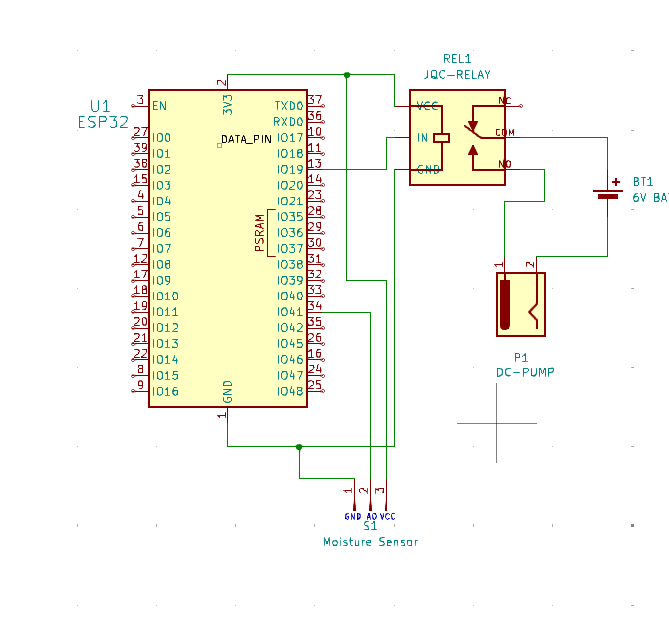 REL1
JQC-RELAY
U1
ESP32
2
3V3
3 EN TXD0 37
RXD0 36
27 IO0 IO17 10
DATA_PIN
39 IO1 IO18 11
38 IO2 IO19 13
15 IO3 IO20 14
4 IO4 IO21 23
5 IO5 IO35 28
6 IO6 IO36 29
7 IO7 IO37 30
12 IO8 IO38 31
17 IO9 IO39 32
18 IO10 IO40 33
19 IO11 IO41 34
20 IO12 IO42 35
21 IO13 IO45 26
22 IO14 IO46 16
8 IO15 IO47 24
9 IO16 IO48 25
PSRAM
GND
1
VCC
IN
GND
NC
COM
NO
+
BT1
6V BA
1 2
P1
DC-PUMP
1 2 3
GND AO VCC
S1
Moisture Sensor